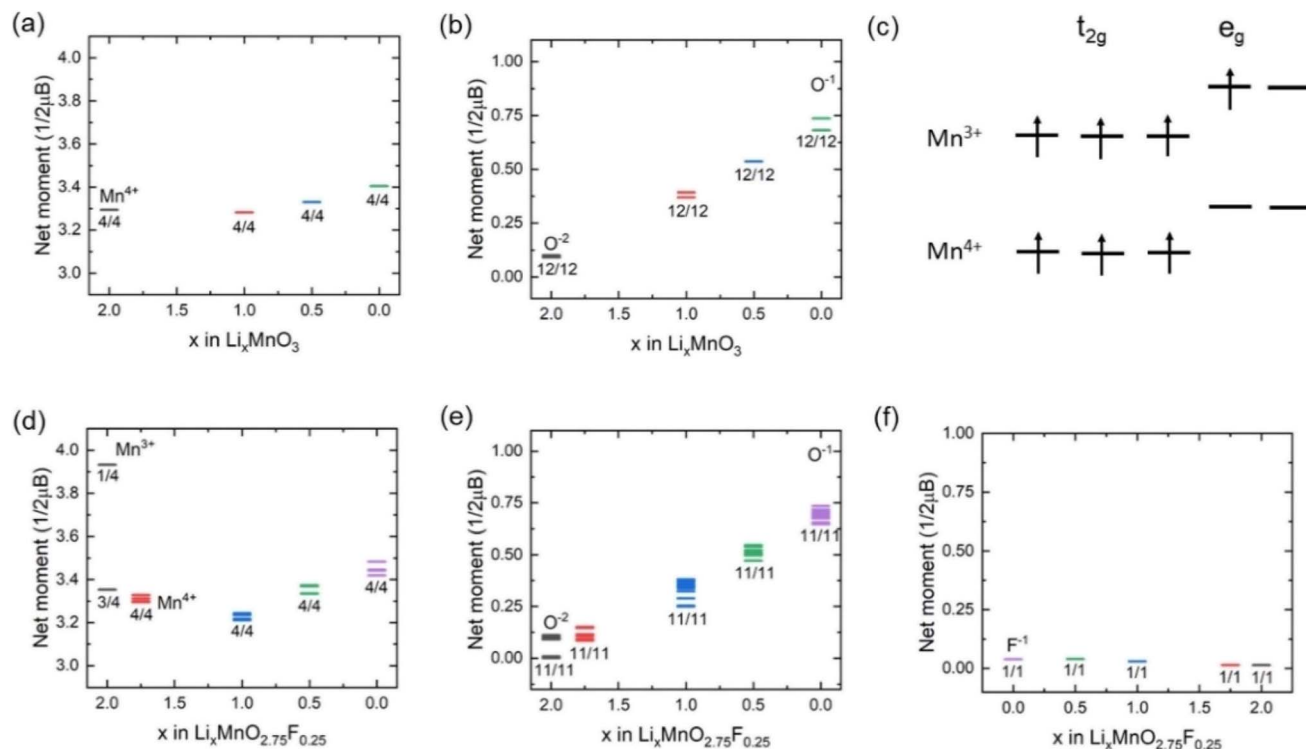 (a)
Net moment (1/2μB)
4.0
3.8
3.6
3.4
3.2
3.0
Mn4+
4/4
4/4
4/4
4/4
2.0 1.5 1.0 0.5 0.0
x in LixMnO3
(b)
Net moment (1/2μB)
1.00
0.75
0.50
0.25
0.00
O-1
12/12
12/12
12/12
O-2
12/12
2.0 1.5 1.0 0.5 0.0
x in LixMnO3
(c)
t2g eg
Mn3+
Mn4+
(d)
Net moment (1/2μB)
4.0
3.8
3.6
3.4
3.2
3.0
Mn3+
1/4
3/4
4/4
Mn4+
4/4
4/4
4/4
2.0 1.5 1.0 0.5 0.0
x in LixMnO2.75F0.25
(e)
Net moment (1/2μB)
1.00
0.75
0.50
0.25
0.00
O-1
11/11
11/11
11/11
O-2
11/11
11/11
2.0 1.5 1.0 0.5 0.0
x in LixMnO2.75F0.25
(f)
Net moment (1/2μB)
1.00
0.75
0.50
0.25
0.00
F-1
1/1 1/1 1/1 1/1 1/1
0.0 0.5 1.0 1.5 2.0
x in LixMnO2.75F0.25